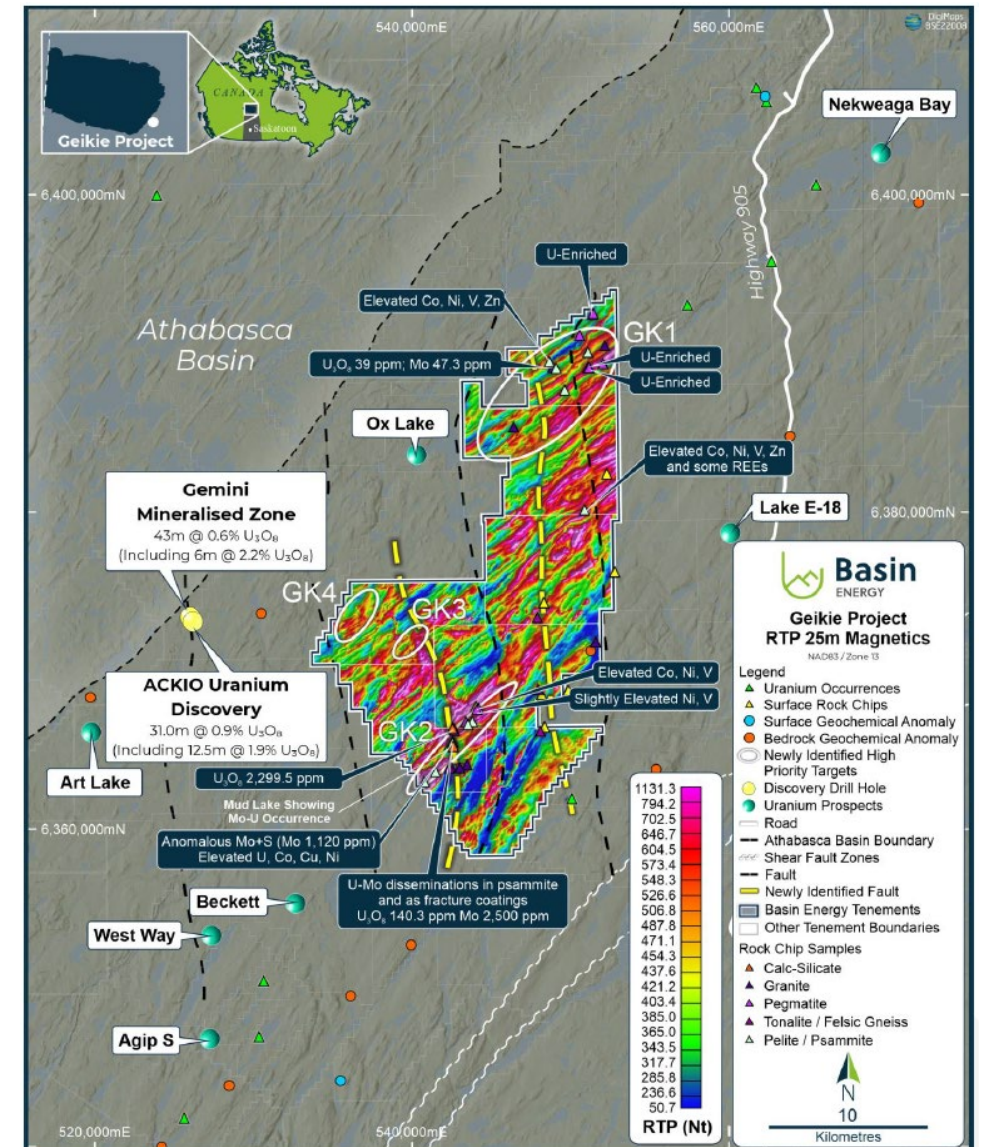 540,000mE
560,000mE
DigiMaps
BSE22008
CANADA
Saskatoon
Geikie Project
Nekweaga Bay
6,400,000mN
6,400,000mN
Highway 905
U-Enriched
Elevated Co, Ni, V, Zn
Athabasca
Basin
GK1
U₃O₈ 39 ppm; Mo 47.3 ppm
U-Enriched
U-Enriched
Ox Lake
Elevated Co, Ni, V, Zn
and some REEs
Gemini
Mineralised Zone
43m @ 0.6% U₃O₈
(Including 6m @ 2.2% U₃O₈)
Lake E-18
6,380,000mN
GK4
GK3
ACKIO Uranium
Discovery
31.0m @ 0.9% U₃O₈
(Including 12.5m @ 1.9% U₃O₈)
Elevated Co, Ni, V
Slightly Elevated Ni, V
GK2
Art Lake
U₃O₈ 2,299.5 ppm
Mud Lake Showing
Mo-U Occurrence
6,360,000mN
Anomalous Mo+S (Mo 1,120 ppm)
Elevated U, Co, Cu, Ni
U-Mo disseminations in psammite
and as fracture coatings
U₃O₈ 140.3 ppm Mo 2,500 ppm
Beckett
West Way
Agip S
520,000mE
540,000mE
1131.3
794.2
702.5
646.7
604.5
573.4
548.3
526.6
506.8
487.8
471.1
454.3
437.6
421.2
403.4
385.0
365.0
343.5
317.7
285.8
236.6
50.7
RTP (Nt)
Basin
ENERGY
Geikie Project
RTP 25m Magnetics
NAD83 / Zone 13
Legend
Uranium Occurrences
Surface Rock Chips
Surface Geochemical Anomaly
Bedrock Geochemical Anomaly
Newly Identified High
Priority Targets
Discovery Drill Hole
Uranium Prospects
Road
Athabasca Basin Boundary
Shear Fault Zones
Fault
Newly Identified Fault
Basin Energy Tenements
Other Tenement Boundaries
Rock Chip Samples
Calc-Silicate
Granite
Pegmatite
Tonalite / Felsic Gneiss
Pelite / Psammite
N
10
Kilometres